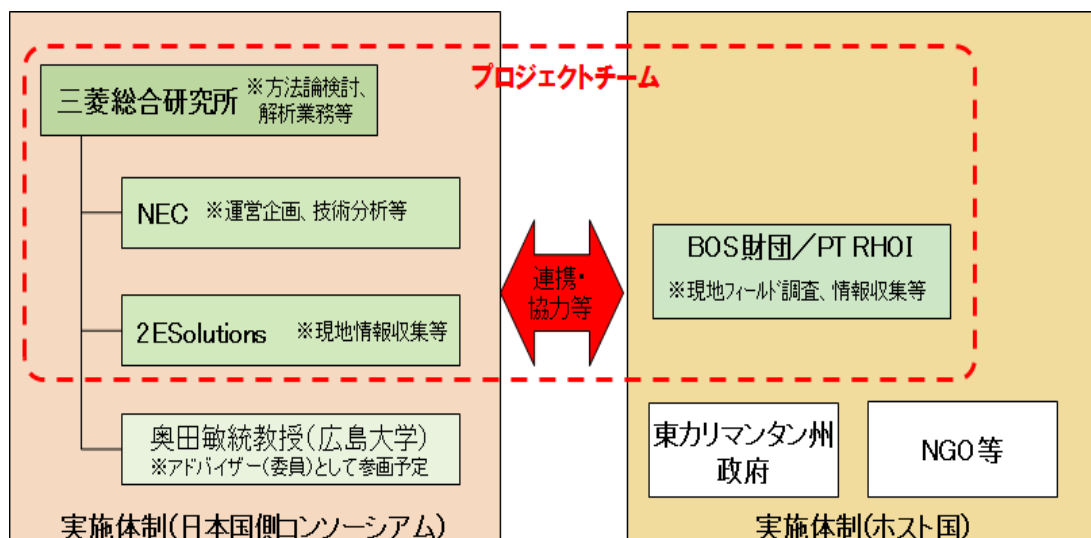 プロジェクトチーム
三菱総合研究所 ※方法論検討、
解析業務等
NEC ※運営企画、技術分析等
2ESolutions ※現地情報収集等
奥田敏統教授(広島大学)
※アドバイザー(委員)として参画予定
実施体制(日本国側コンソーシアム)
連携・
協力等
BOS財団/PT RHOI
※現地フィールド調査、情報収集等
東カリマンタン州
政府
NGO等
実施体制(ホスト国)